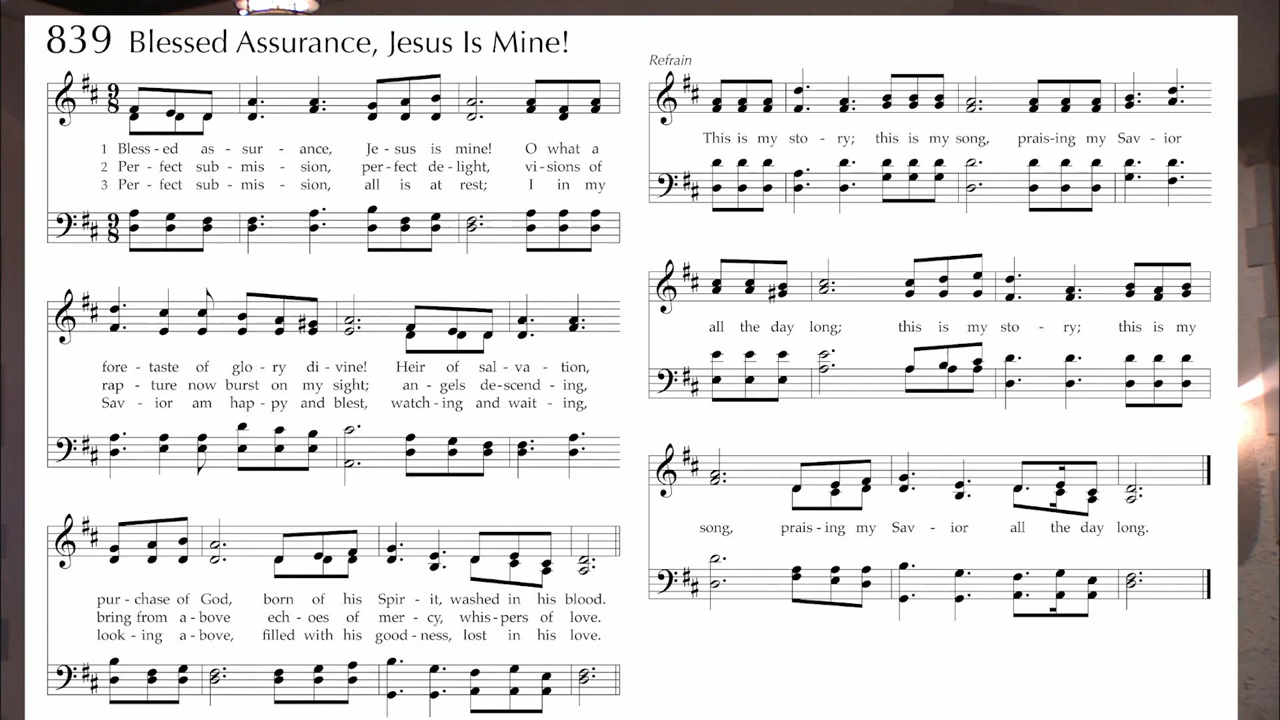 839 Blessed Assurance, Jesus Is Mine!
9 8
1 Bless - ed as - sur - ance, Je - sus is mine! O what a
2 Per - fect sub - mis - sion, per - fect de - light, vi - sions of
3 Per - fect sub - mis - sion, all is at rest; I in my
9 8
fore - taste of glo - ry di - vine! Heir of sal - va - tion,
rap - ture now burst on my sight; an - gels de - scend - ing,
Sav - ior am hap - py and blest, watch - ing and wait - ing,
pur - chase of God, born of his Spir - it, washed in his blood.
bring from a - bove ech - oes of mer - cy, whis - pers of love.
look - ing a - bove, filled with his good - ness, lost in his love.
Refrain
This is my sto - ry; this is my song, prais - ing my Sav - ior
all the day long; this is my sto - ry; this is my
song, prais - ing my Sav - ior all the day long.